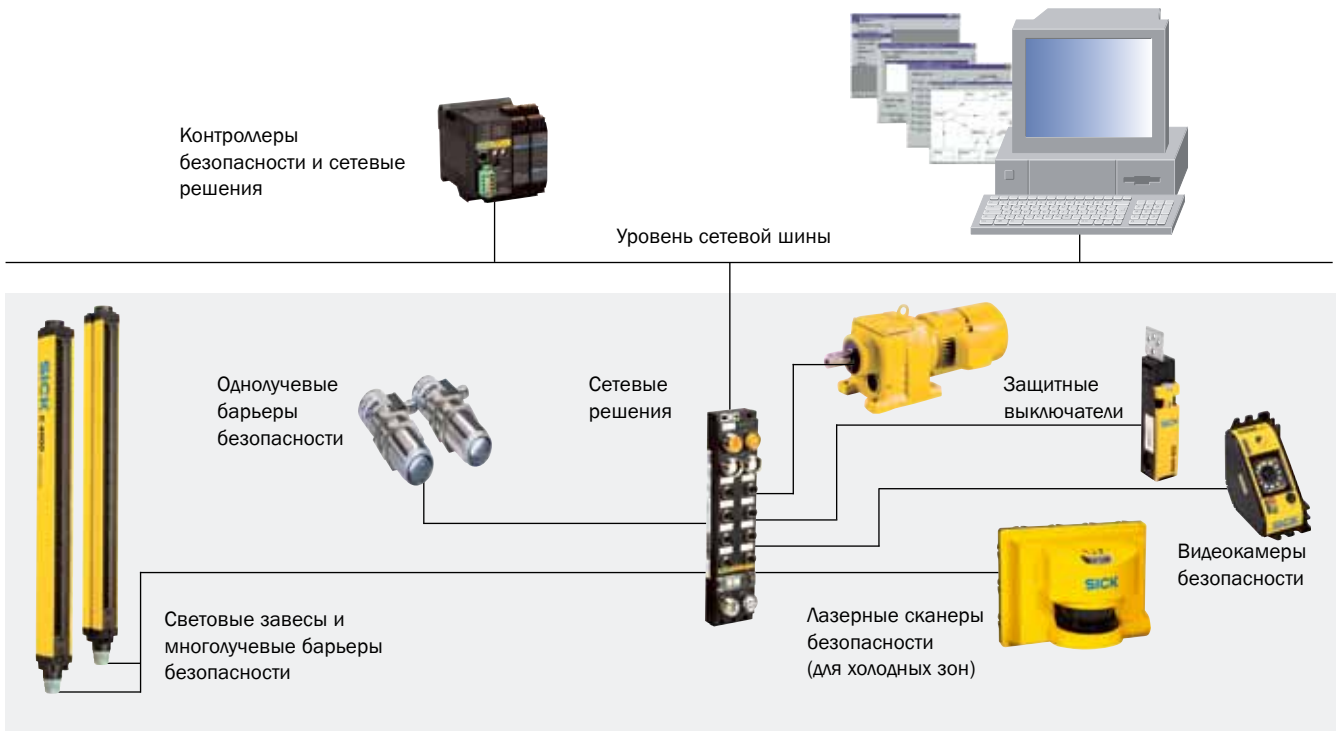 Контроллеры
безопасности и сетевые
решения
Уровень сетевой шины
Однолучевые
барьеры
безопасности
Сетевые
решения
Защитные
выключатели
SICK
SICK
SICK
Видеокамеры
безопасности
Световые завесы и
многолучевые барьеры
безопасности
Лазерные сканеры
безопасности
(для холодных зон)